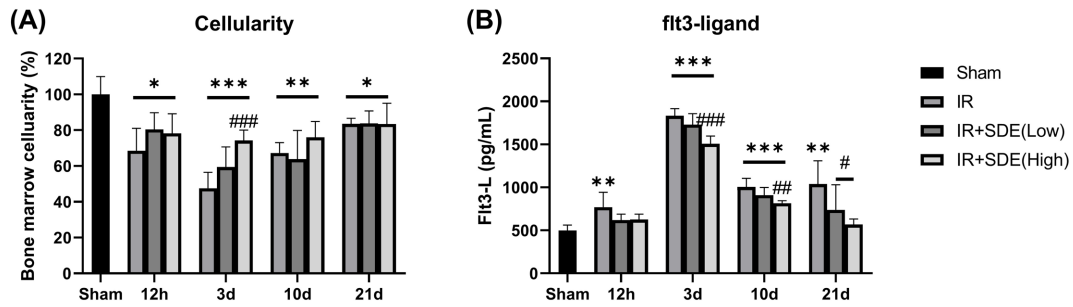 (A)
Cellularity
Bone marrow celluarity (%)
120
100
80
60
40
20
0
*
***
###
**
*
Sham 12h 3d 10d 21d
(B)
flt3-ligand
Flt3-L (pg/mL)
2500
2000
1500
1000
500
0
**
***
###
***
##
**
#
Sham 12h 3d 10d 21d
Sham
IR
IR+SDE(Low)
IR+SDE(High)